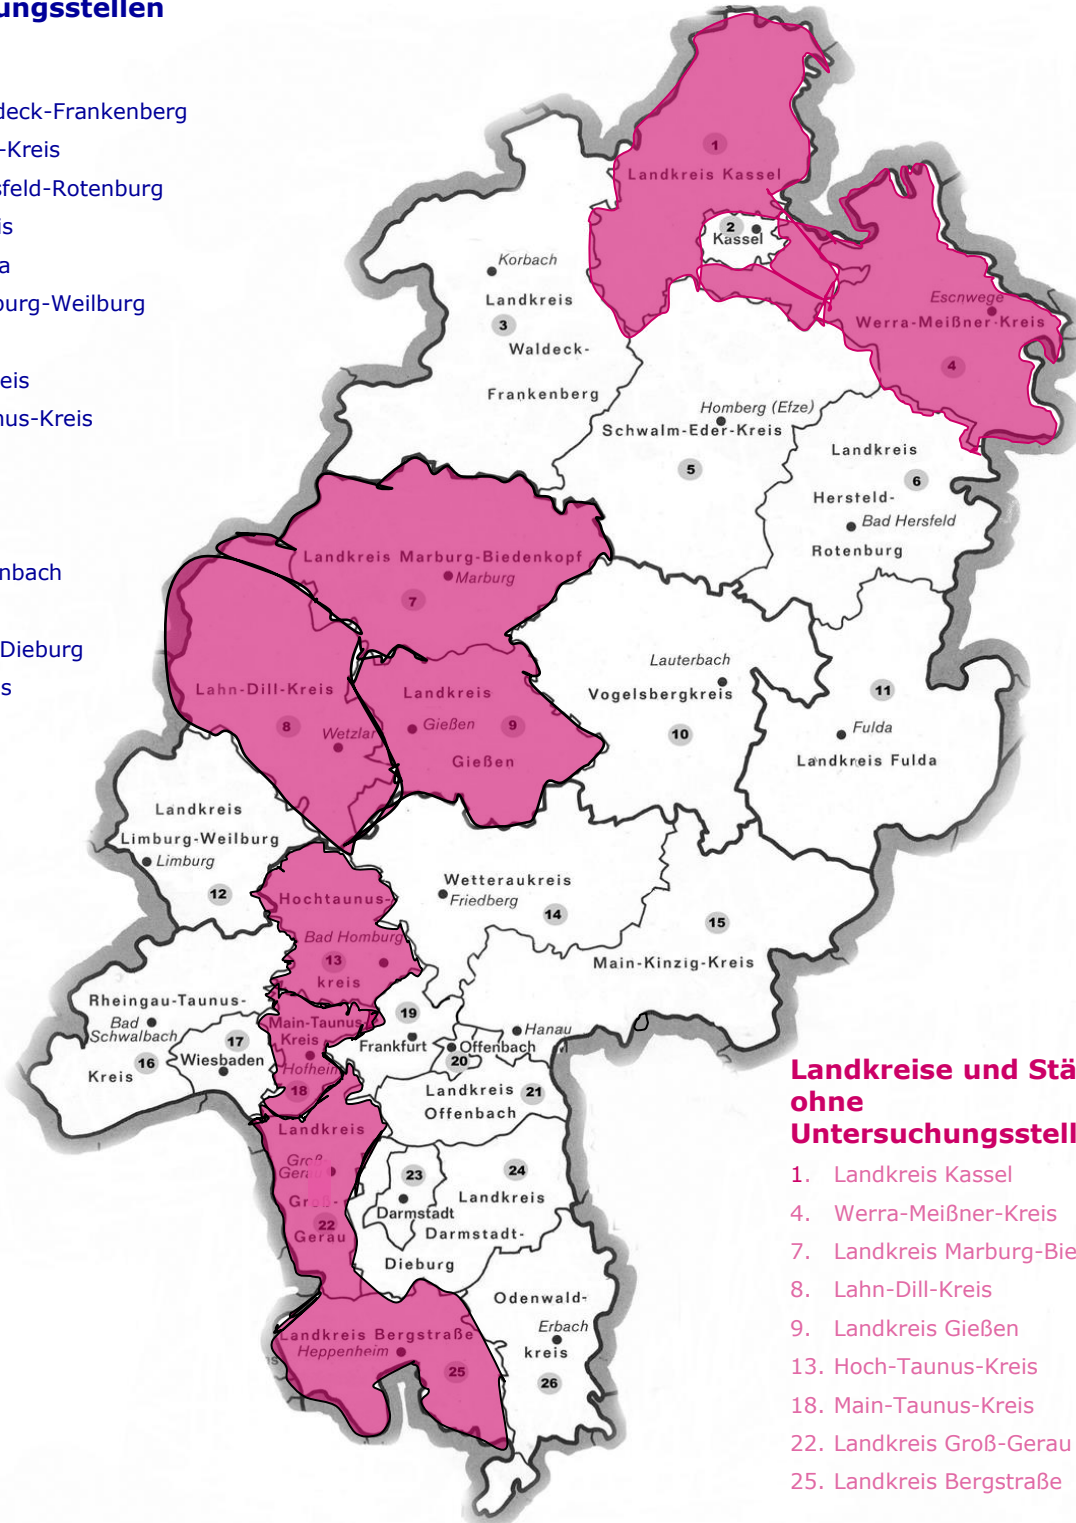 ungsstellen
deck-Frankenberg
-Kreis
sfeld-Rotenburg
is
a
burg-Weilburg
eis
nus-Kreis
nbach
Dieburg
s
1
Landkreis Kassel
2
Kassel
Korbach
Landkreis
3
Waldeck-
Frankenberg
Escnwege
Werra-Meißner-Kreis
4
Homberg (Efze)
Schwalm-Eder-Kreis
5
Landkreis
6
Hersfeld-
Bad Hersfeld
Rotenburg
Landkreis Marburg-Biedenkopf
Marburg
7
Lahn-Dill-Kreis
8
Wetzlar
Landkreis
Gießen
9
Gießen
Lauterbach
Vogelsbergkreis
10
11
Fulda
Landkreis Fulda
Landkreis
Limburg-Weilburg
Limburg
12
Hochtaunus-
Bad Homburg
13
kreis
Wetteraukreis
Friedberg
14
15
Main-Kinzig-Kreis
Rheingau-Taunus-
Bad
Schwalbach
16
Kreis
17
Wiesbaden
Main-Taunus
Kreis
Hofheim
18
19
Frankfurt
Hanau
Offenbach
20
Landkreis
21
Offenbach
Landkreis
Groß-
Gerau
Groß-
22
Gerau
23
Darmstadt
24
Landkreis
Darmstadt-
Dieburg
Odenwald-
Erbach
kreis
26
Landkreis Bergstraße
Heppenheim
25
Landkreise und Stä
ohne
Untersuchungsstell
1. Landkreis Kassel
4. Werra-Meißner-Kreis
7. Landkreis Marburg-Bie
8. Lahn-Dill-Kreis
9. Landkreis Gießen
13. Hoch-Taunus-Kreis
18. Main-Taunus-Kreis
22. Landkreis Groß-Gerau
25. Landkreis Bergstraße